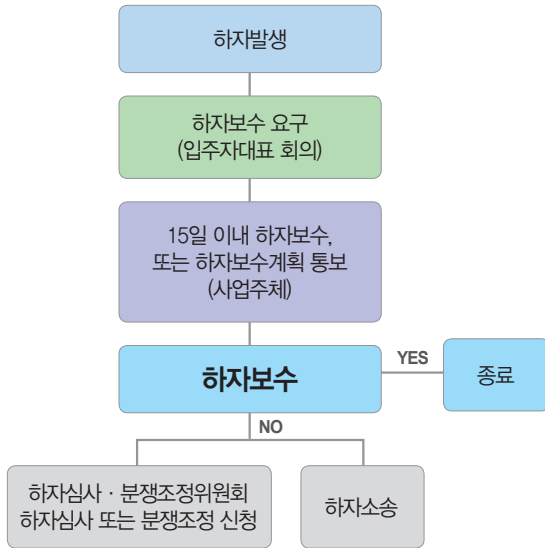 하자발생
하자보수 요구
(입주자대표 회의)
15일 이내 하자보수,
또는 하자보수계획 통보
(사업주체)
하자보수
YES
종료
NO
하자심사 · 분쟁조정위원회
하자심사 또는 분쟁조정 신청
하자소송